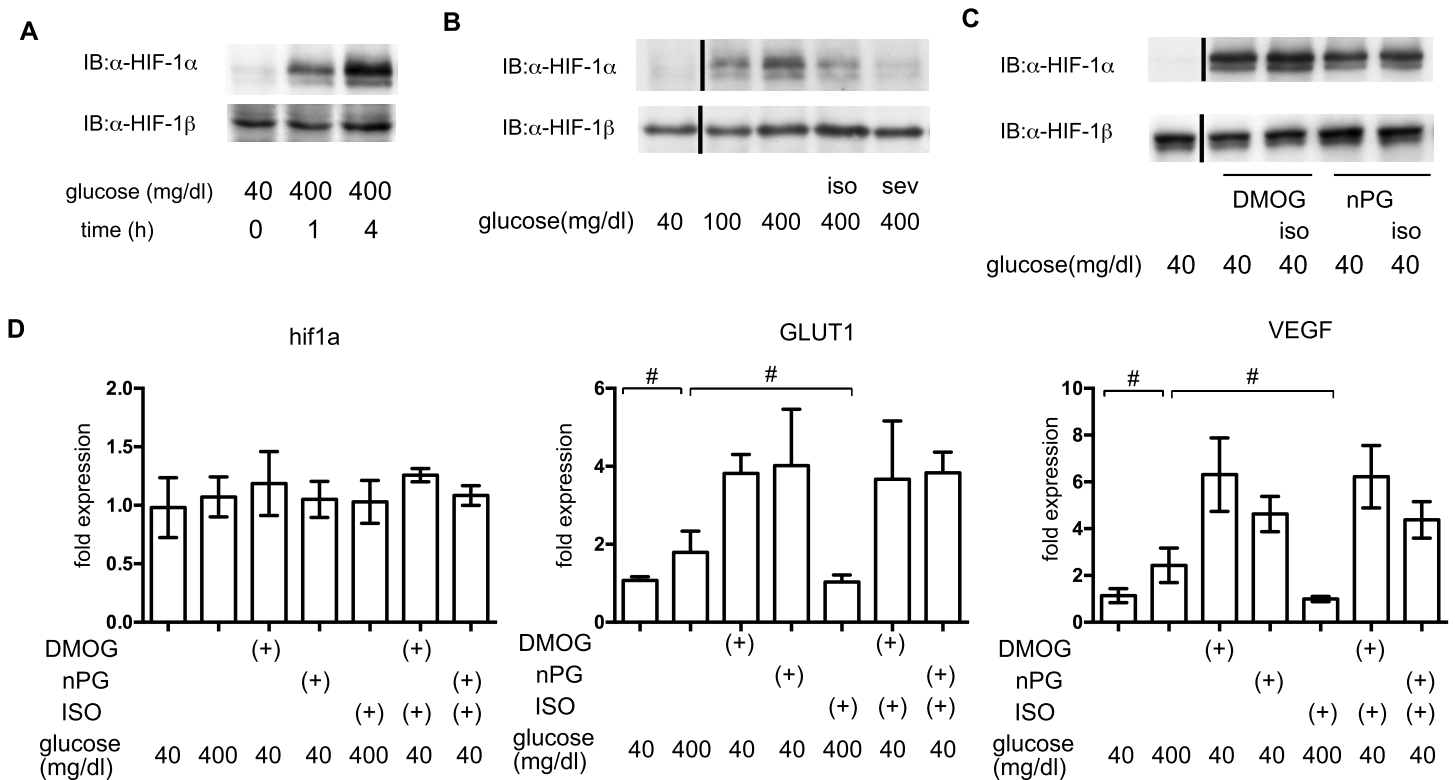 A
IB:α-HIF-1α
IB:α-HIF-1β
glucose (mg/dl) 40 400 400
time (h) 0 1 4
B
IB:α-HIF-1α
IB:α-HIF-1β
iso sev
glucose(mg/dl) 40 100 400 400 400
C
IB:α-HIF-1α
IB:α-HIF-1β
DMOG nPG
iso iso
glucose(mg/dl) 40 40 40 40 40
D
hif1a
2.0
1.5
1.0
0.5
0.0
fold expression
DMOG (+) (+)
nPG (+) (+)
ISO (+) (+) (+)
glucose
(mg/dl) 40 400 40 40 400 40 40
GLUT1
# #
6
4
2
0
fold expression
DMOG (+) (+)
nPG (+) (+)
ISO (+) (+) (+)
glucose
(mg/dl) 40 400 40 40 400 40 40
VEGF
# #
10
8
6
4
2
0
fold expression
DMOG (+) (+)
nPG (+) (+)
ISO (+) (+) (+)
glucose
(mg/dl) 40 400 40 40 400 40 40